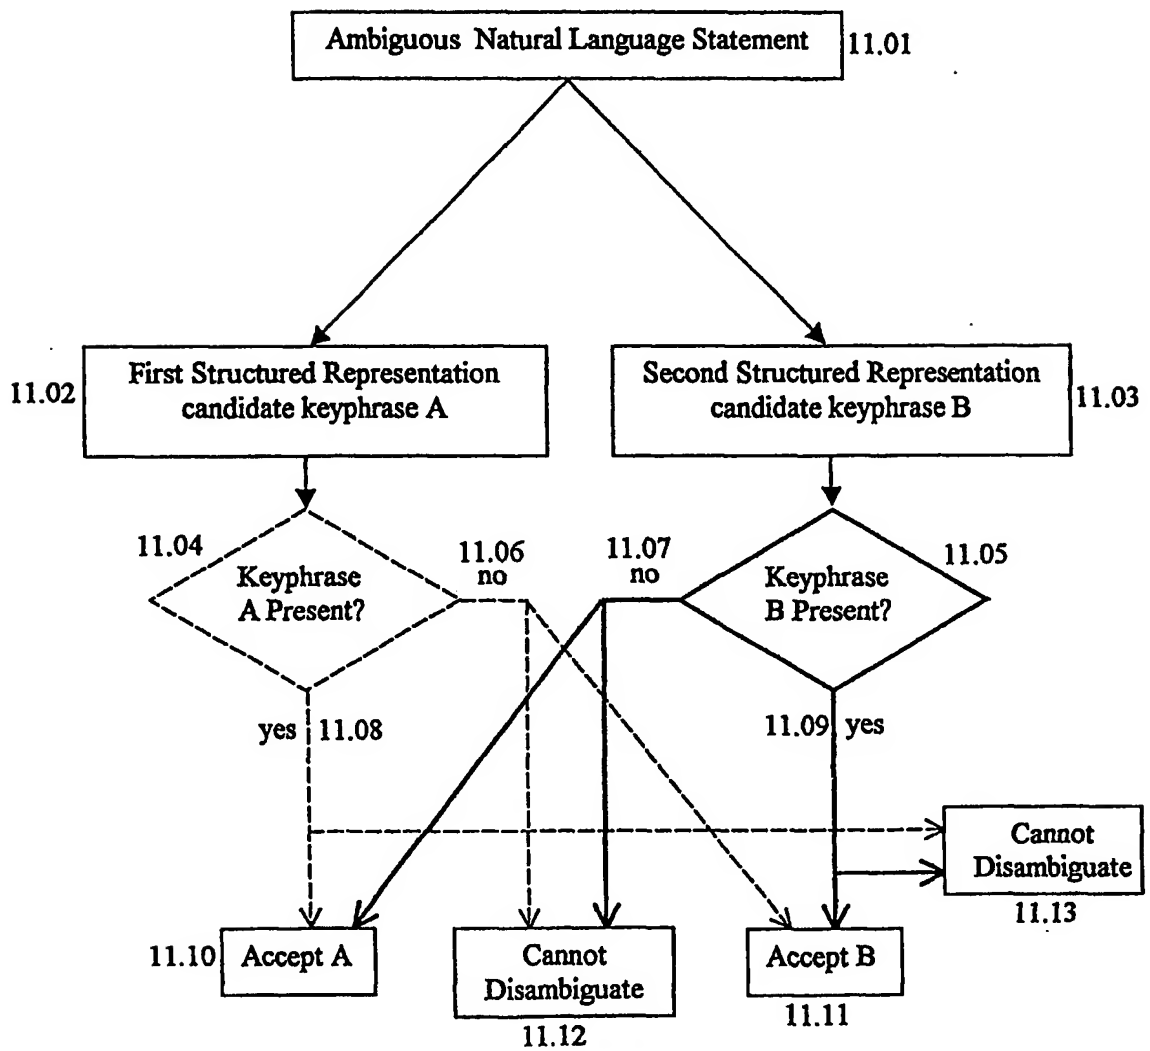 Ambiguous Natural Language Statement
11.01
First Structured Representation
candidate keyphrase A
11.02
Second Structured Representation
candidate keyphrase B
11.03
11.04
Keyphrase
A Present?
11.06
no
11.07
no
11.05
Keyphrase
B Present?
yes
11.08
11.09
yes
Cannot
Disambiguate
11.13
11.10
Accept A
Cannot
Disambiguate
11.12
Accept B
11.11